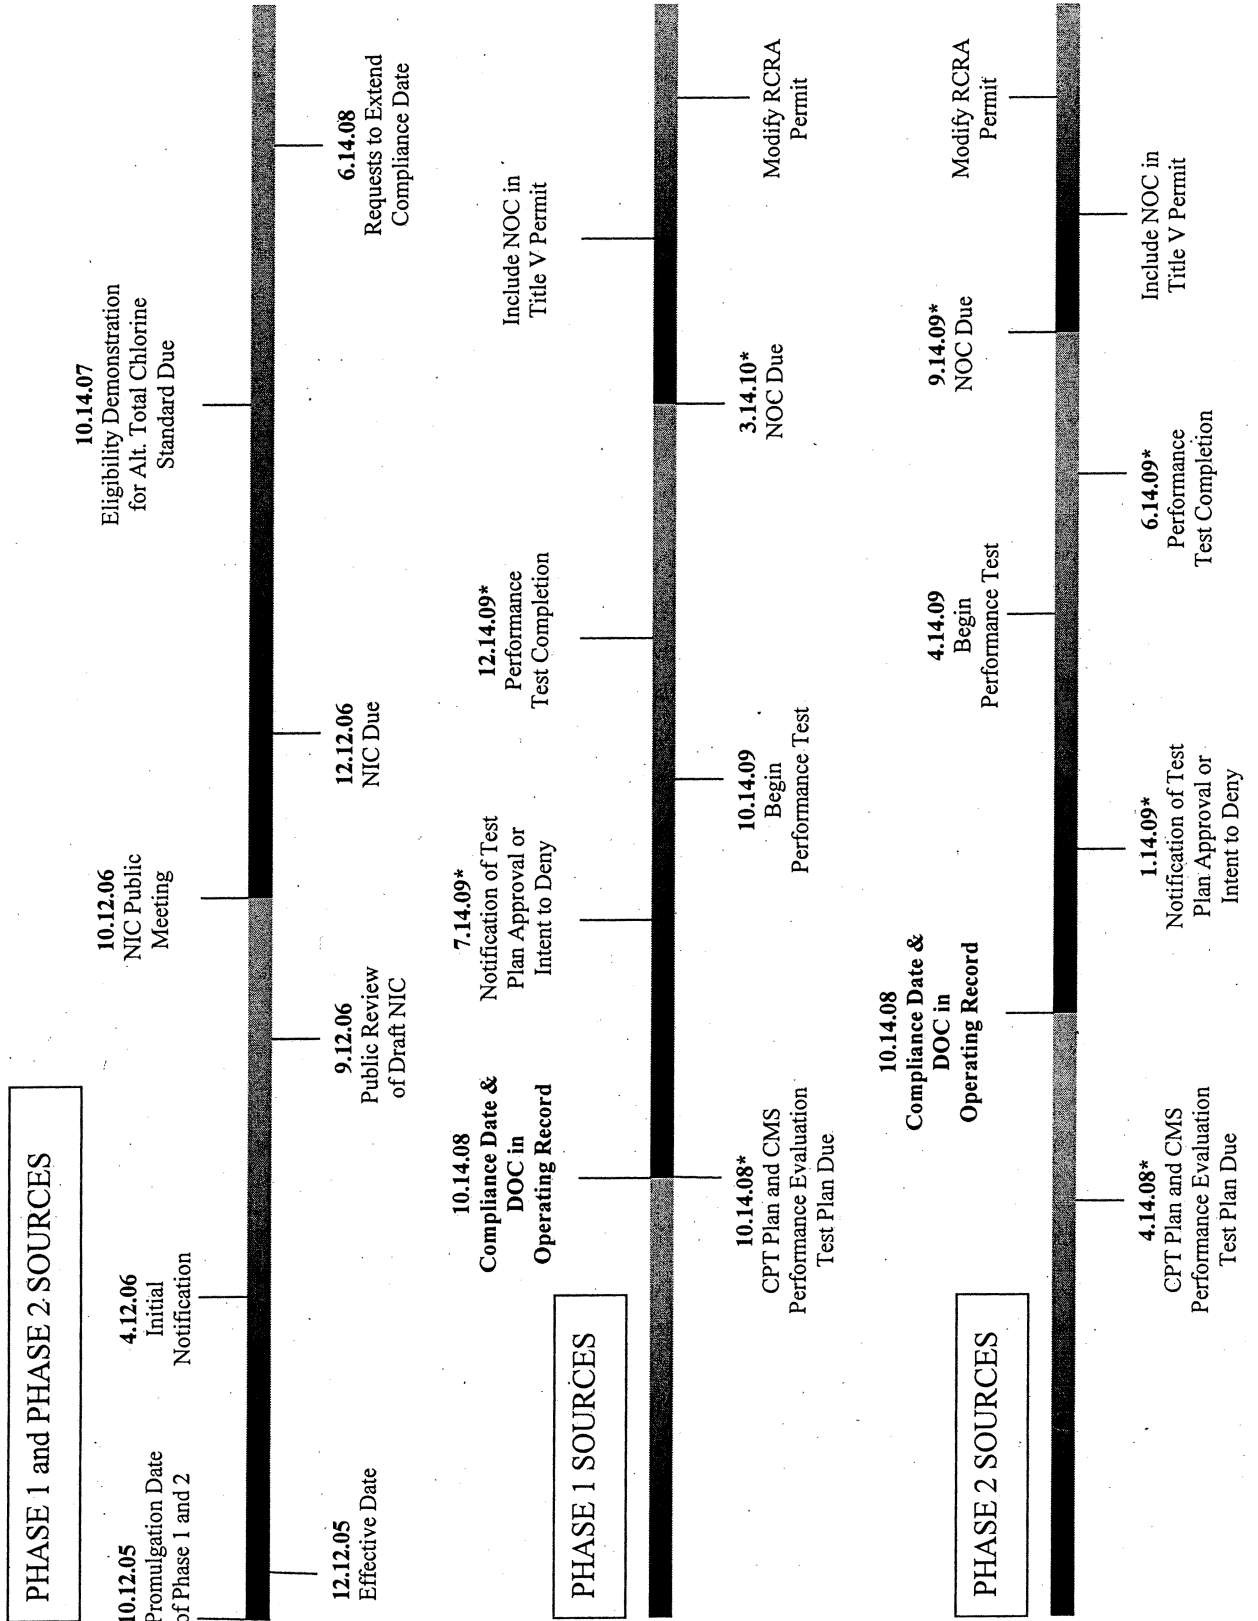 PHASE 1 and PHASE 2 SOURCES
10.12.05
Promulgation Date
of Phase 1 and 2
12.12.05
Effective Date
4.12.06
Initial
Notification
9.12.06
Public Review
of Draft NIC
10.12.06
NIC Public
Meeting
12.12.06
NIC Due
10.14.07
Eligibility Demonstration
for Alt. Total Chlorine
Standard Due
6.14.08
Requests to Extend
Compliance Date
PHASE 1 SOURCES
10.14.08
Compliance Date &
DOC in
Operating Record
10.14.08*
CPT Plan and CMS
Performance Evaluation
Test Plan Due
7.14.09*
Notification of Test
Plan Approval or
Intent to Deny
10.14.09
Begin
Performance Test
12.14.09*
Performance
Test Completion
3.14.10*
NOC Due
Include NOC in
Title V Permit
Modify RCRA
Permit
PHASE 2 SOURCES
4.14.08*
CPT Plan and CMS
Performance Evaluation
Test Plan Due
10.14.08
Compliance Date &
DOC in
Operating Record
1.14.09*
Notification of Test
Plan Approval or
Intent to Deny
4.14.09
Begin
Performance Test
6.14.09*
Performance
Test Completion
9.14.09*
NOC Due
Include NOC in
Title V Permit
Modify RCRA
Permit